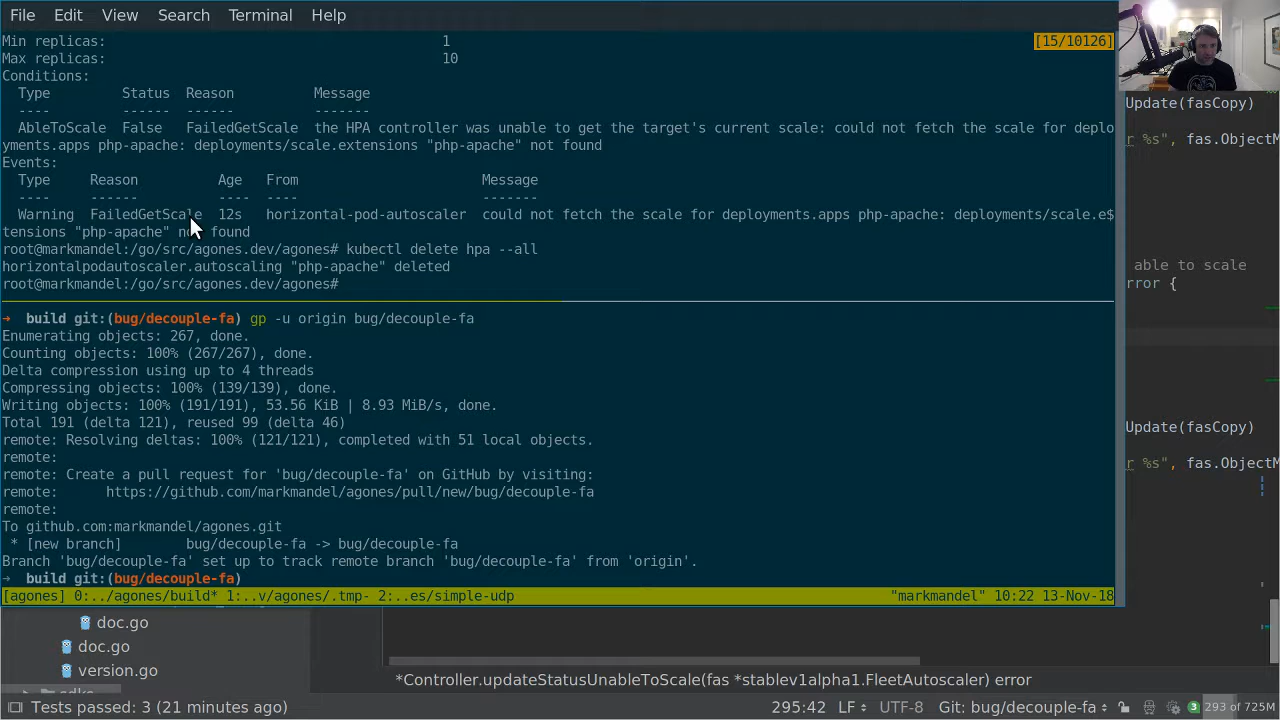 File Edit View Search Terminal Help
Min replicas: 1
[15/10126]
Max replicas: 10
Conditions:
Type Status Reason Message
---- ------ ------ -------
AbleToScale False FailedGetScale the HPA controller was unable to get the target's current scale: could not fetch the scale for deplo
yments.apps php-apache: deployments/scale.extensions "php-apache" not found
Events:
Type Reason Age From Message
---- ------ ---- ---- -------
Warning FailedGetScale 12s horizontal-pod-autoscaler could not fetch the scale for deployments.apps php-apache: deployments/scale.e$
tensions "php-apache" not found
root@markmandel:/go/src/agones.dev/agones# kubectl delete hpa --all
horizontalpodautoscaler.autoscaling "php-apache" deleted
root@markmandel:/go/src/agones.dev/agones#
→ build git:(bug/decouple-fa) gp -u origin bug/decouple-fa
Enumerating objects: 267, done.
Counting objects: 100% (267/267), done.
Delta compression using up to 4 threads
Compressing objects: 100% (139/139), done.
Writing objects: 100% (191/191), 53.56 KiB | 8.93 MiB/s, done.
Total 191 (delta 121), reused 99 (delta 46)
remote: Resolving deltas: 100% (121/121), completed with 51 local objects.
remote:
remote: Create a pull request for 'bug/decouple-fa' on GitHub by visiting:
remote: https://github.com/markmandel/agones/pull/new/bug/decouple-fa
remote:
To github.com:markmandel/agones.git
* [new branch] bug/decouple-fa -> bug/decouple-fa
Branch 'bug/decouple-fa' set up to track remote branch 'bug/decouple-fa' from 'origin'.
→ build git:(bug/decouple-fa)
[agones] 0:../agones/build* 1:..v/agones/.tmp- 2:..es/simple-udp "markmandel" 10:22 13-Nov-18
Update(fasCopy)
r %s", fas.ObjectM
able to scale
rror {
Update(fasCopy)
r %s", fas.ObjectM
doc.go
doc.go
version.go
*Controller.updateStatusUnableToScale(fas *stablev1alpha1.FleetAutoscaler) error
Tests passed: 3 (21 minutes ago) 295:42 LF UTF-8 Git: bug/decouple-fa 3 293 of 725M